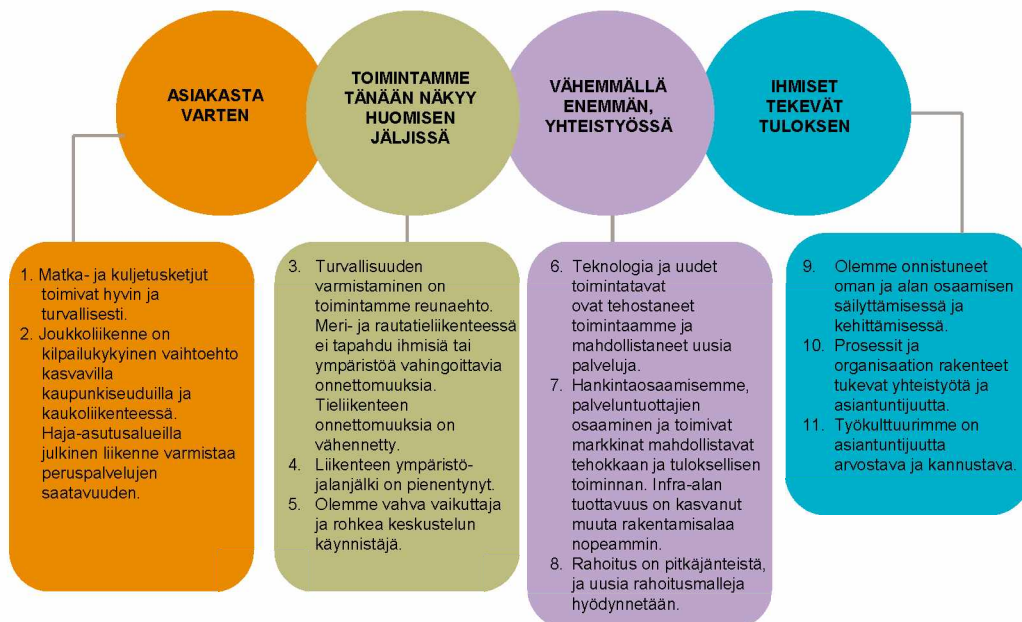 ASIAKASTA
VARTEN
TOIMINTAMME
TÄNÄÄN NÄKYY
HUOMISEN
JÄLJISSÄ
VÄHEMMÄLLÄ
ENEMMÄN,
YHTEISTYÖSSÄ
IHMISET
TEKEVÄT
TULOKSEN
1. Matka- ja kuljetusketjut
toimivat hyvin ja
turvallisesti.
2. Joukkoliikenne on
kilpailukykyinen vaihtoehto
kasvavilla
kaupunkiseuduilla ja
kaukoliikenteessä.
Haja-asutusalueilla
julkinen liikenne varmistaa
peruspalvelujen
saatavuuden.
3. Turvallisuuden
varmistaminen on
toimintamme reunaehto.
Meri- ja rautatieliikenteessä
ei tapahdu ihmisiä tai
ympäristöä vahingoittavia
onnettomuuksia.
Tieliikenteen
onnettomuuksia on
vähennetty.
4. Liikenteen ympäristö-
jalanjälki on pienentynyt.
5. Olemme vahva vaikuttaja
ja rohkea keskustelun
käynnistäjä.
6. Teknologia ja uudet
toimintatavat
ovat tehostaneet
toimintaamme ja
mahdollistaneet uusia
palveluja.
7. Hankintaosaamisemme,
palveluntuottajien
osaaminen ja toimivat
markkinat mahdollistavat
tehokkaan ja tuloksellisen
toiminnan. Infra-alan
tuottavuus on kasvanut
muuta rakentamisalaa
nopeammin.
8. Rahoitus on pitkäjänteistä,
ja uusia rahoitusmalleja
hyödynnetään.
9. Olemme onnistuneet
oman ja alan osaamisen
säilyttämisessä ja
kehittämisessä.
10. Prosessit ja
organisaation rakenteet
tukevat yhteistyötä ja
asiantuntijuutta.
11. Työkulttuurimme on
asiantuntijuutta
arvostava ja kannustava.